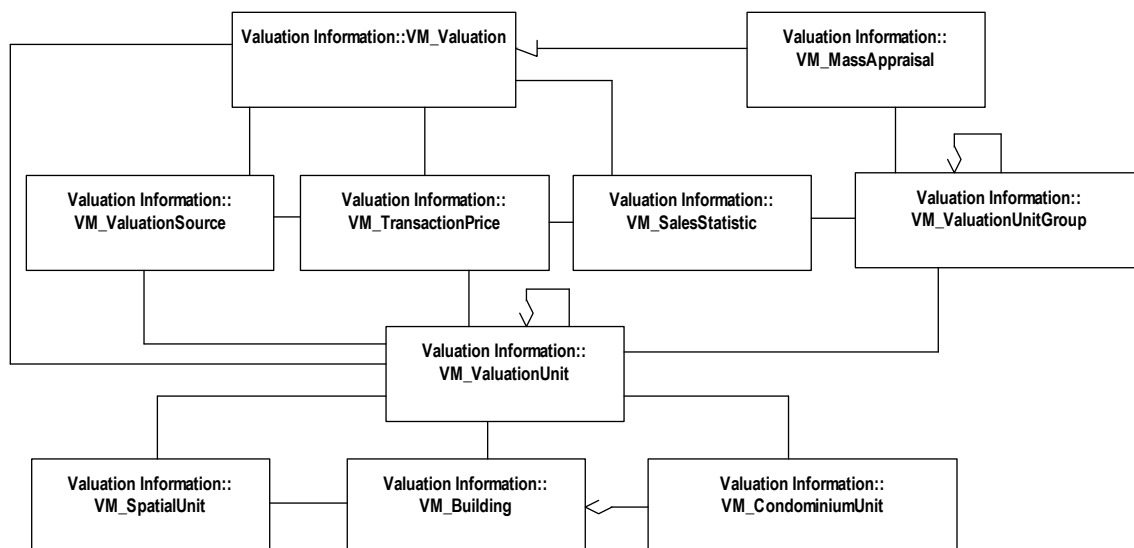 Valuation Information::VM_Valuation
Valuation Information::
VM_MassAppraisal
Valuation Information::
VM_ValuationSource
Valuation Information::
VM_TransactionPrice
Valuation Information::
VM_SalesStatistic
Valuation Information::
VM_ValuationUnitGroup
Valuation Information::
VM_ValuationUnit
Valuation Information::
VM_SpatialUnit
Valuation Information::
VM_Building
Valuation Information::
VM_CondominiumUnit